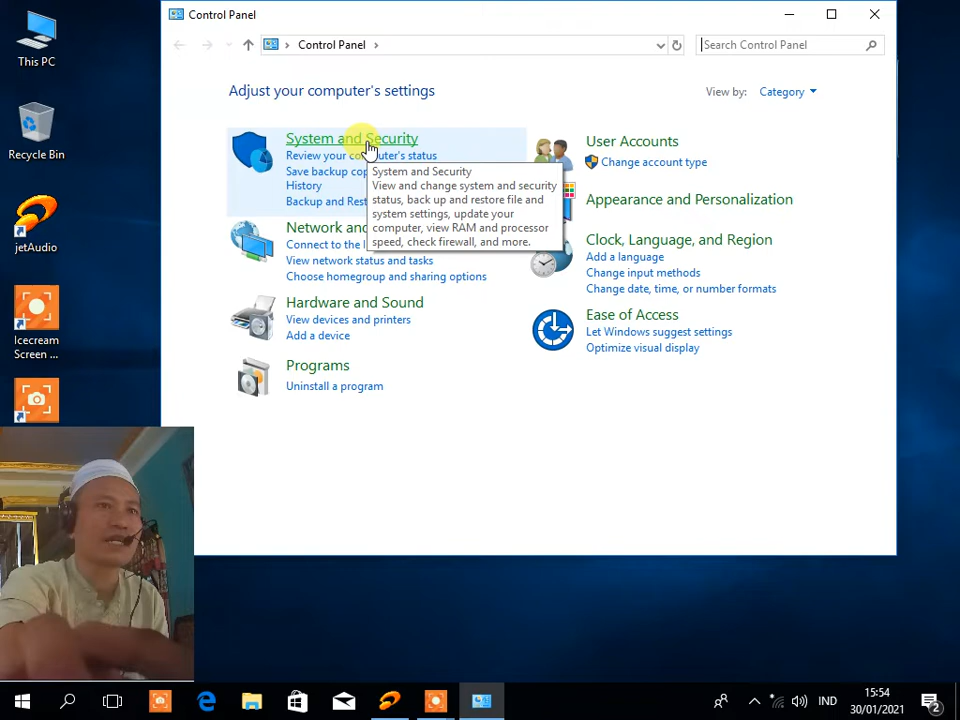 This PC
Recycle Bin
jetAudio
Icecream
Screen ...
Control Panel
Control Panel
Search Control Panel
Adjust your computer's settings
View by:
Category
System and Security
Review your computer's status
Save backup cop
History
Backup and Rest
System and Security
View and change system and security
status, back up and restore file and
system settings, update your
computer, view RAM and processor
speed, check firewall, and more.
Network an
Connect to the I
View network status and tasks
Choose homegroup and sharing options
Hardware and Sound
View devices and printers
Add a device
Programs
Uninstall a program
User Accounts
Change account type
Appearance and Personalization
Clock, Language, and Region
Add a language
Change input methods
Change date, time, or number formats
Ease of Access
Let Windows suggest settings
Optimize visual display
IND
15:54
30/01/2021
2